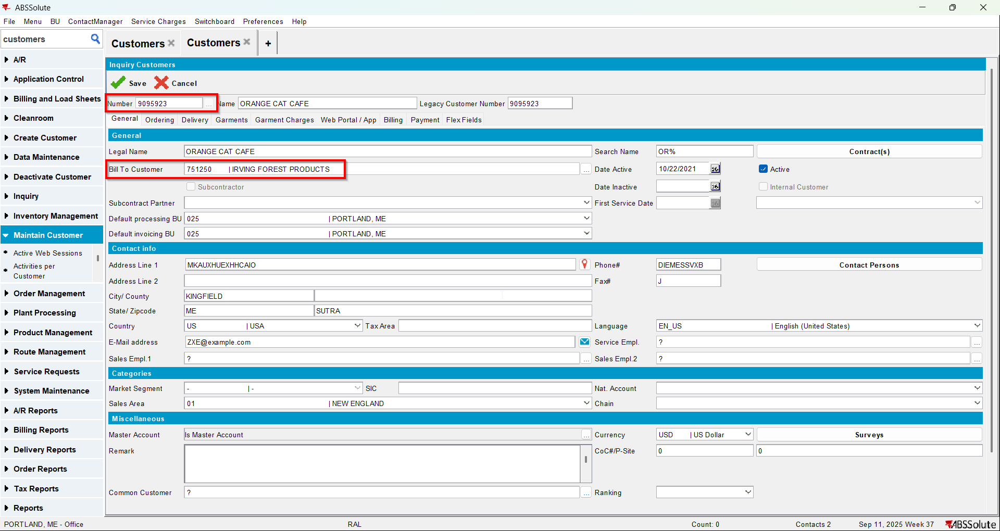 ABSSolute
File Menu BU ContactManager Service Charges Switchboard Preferences Help
customers
Customers Customers +
A/R
Application Control
Billing and Load Sheets
Cleanroom
Create Customer
Data Maintenance
Deactivate Customer
Inquiry
Inventory Management
Maintain Customer
Active Web Sessions
Activities per
Customer
Order Management
Plant Processing
Product Management
Route Management
Service Requests
System Maintenance
A/R Reports
Billing Reports
Delivery Reports
Order Reports
Tax Reports
Reports
Inquiry Customers
Save Cancel
Number 9095923 ... Name ORANGE CAT CAFE Legacy Customer Number 9095923
General Ordering Delivery Garments Garment Charges Web Portal / App Billing Payment Flex Fields
General
Legal Name ORANGE CAT CAFE Search Name OR% Contract(s)
Bill To Customer 751250 | IRVING FOREST PRODUCTS ... Date Active 10/22/2021 16 Active
Subcontractor Date Inactive 16 Internal Customer
Subcontract Partner First Service Date 16
Default processing BU 025 | PORTLAND, ME
Default invoicing BU 025 | PORTLAND, ME
Contact info
Address Line 1 MKAUXHUEXHHCAIO Phone# DIEMESSVXB Contact Persons
Address Line 2 Fax# J
City/ County KINGFIELD
State/ Zipcode ME SUTRA
Country US | USA Tax Area Language EN_US | English (United States)
E-Mail address ZXE@example.com Service Empl. ? ...
Sales Empl.1 ? ... Sales Empl.2 ? ...
Categories
Market Segment - | - SIC Nat. Account
Sales Area 01 | NEW ENGLAND Chain
Miscellaneous
Master Account Is Master Account ... Currency USD | US Dollar Surveys
Remark CoC#/P-Site 0 0
Common Customer ? ... Ranking
PORTLAND, ME - Office RAL Count: 0 Contacts 2 Sep 11, 2025 Week 37 ABSSolute